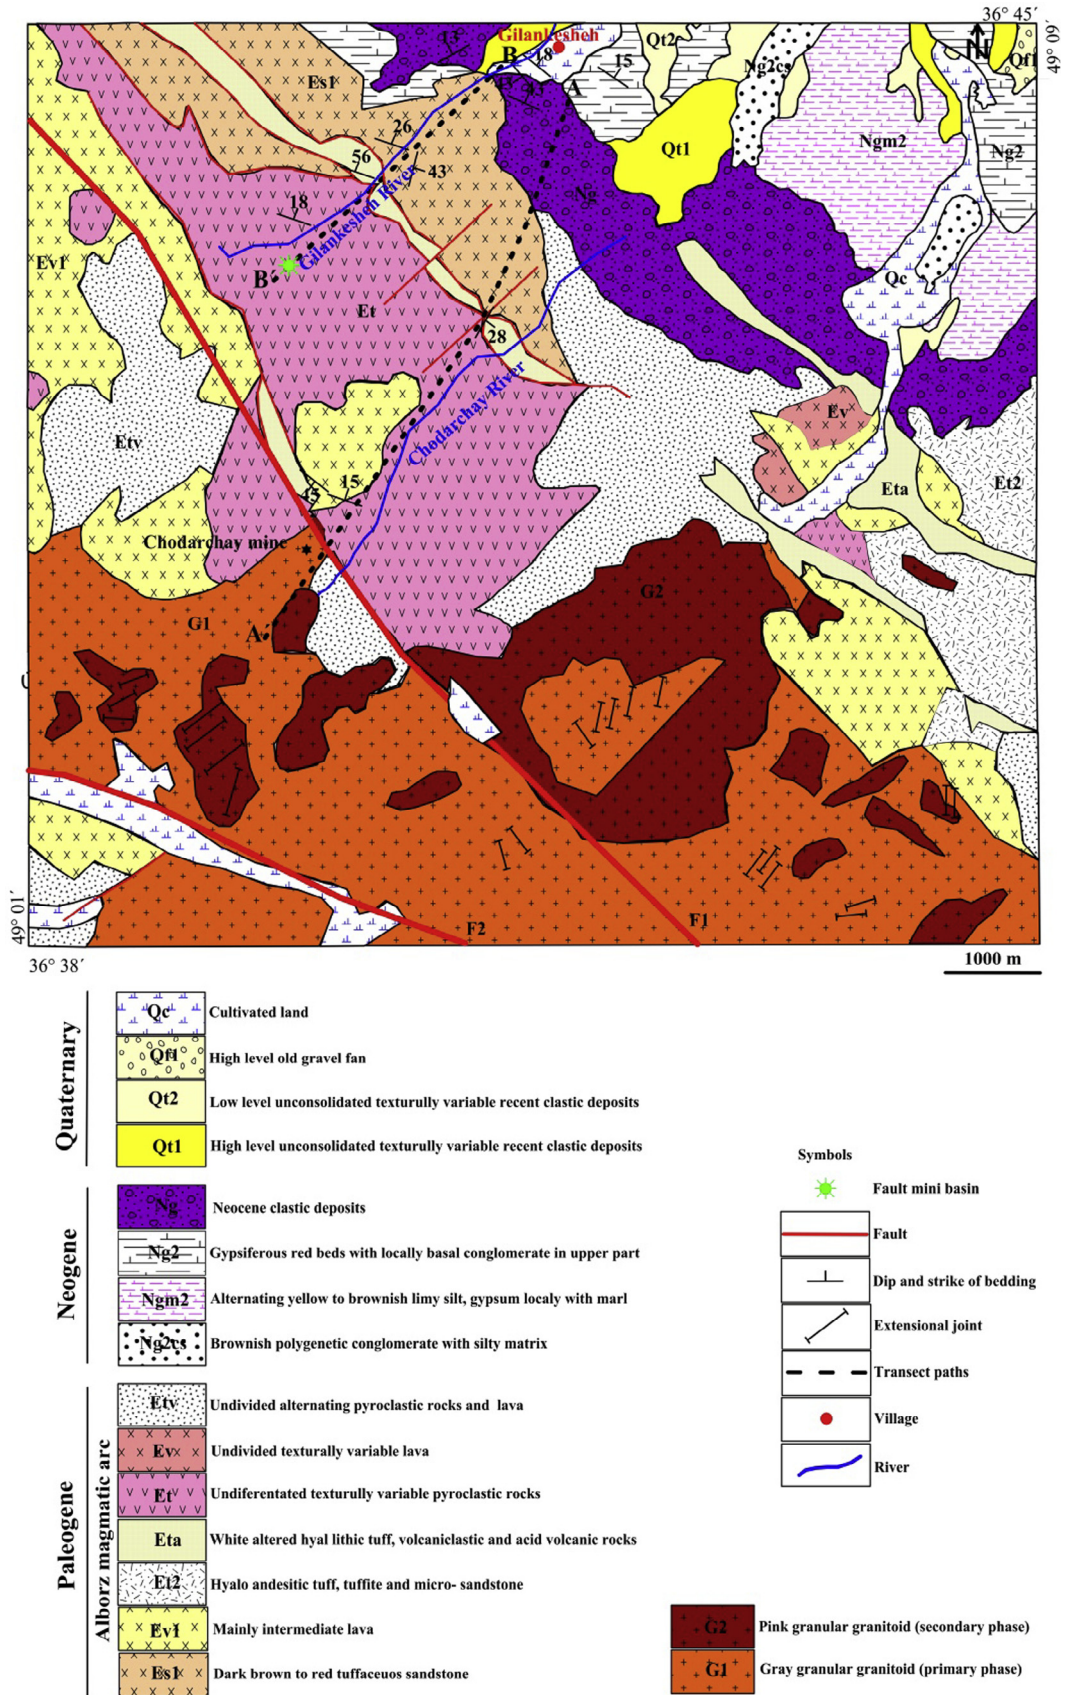 36° 45´
49° 09´
N
Gilankesheh
13
B
18
Qt2
15
Ng2cs
Qf1
Es1
43
43
A
26
56
43
Qt1
Ngm2
Ng2
18
Gilankeshen River
Ng
Ev1
B´
Et
Qc
28
Chodarchay River
Ev
Etv
45
15
Eta
Et2
Chodarchay mine
G1
G2
A´
F2
F1
49° 01´
36° 38´
1000 m
Quaternary
Qc Cultivated land
Qf1 High level old gravel fan
Qt2 Low level unconsolidated texturully variable recent clastic deposits
Qt1 High level unconsolidated texturully variable recent clastic deposits
Neogene
Ng Neocene clastic deposits
Ng2 Gypsiferous red beds with locally basal conglomerate in upper part
Ngm2 Alternating yellow to brownish limy silt, gypsum localy with marl
Ng2cs Brownish polygenetic conglomerate with silty matrix
Paleogene
Alborz magmatic arc
Etv Undivided alternating pyroclastic rocks and lava
Ev Undivided texturally variable lava
Et Undiferentated texturully variable pyroclastic rocks
Eta White altered hyal lithic tuff, volcaniclastic and acid volcanic rocks
Et2 Hyalo andesitic tuff, tuffite and micro- sandstone
Ev1 Mainly intermediate lava
Es1 Dark brown to red tuffaceuos sandstone
Symbols
Fault mini basin
Fault
Dip and strike of bedding
Extensional joint
Transect paths
Village
River
G2 Pink granular granitoid (secondary phase)
G1 Gray granular granitoid (primary phase)